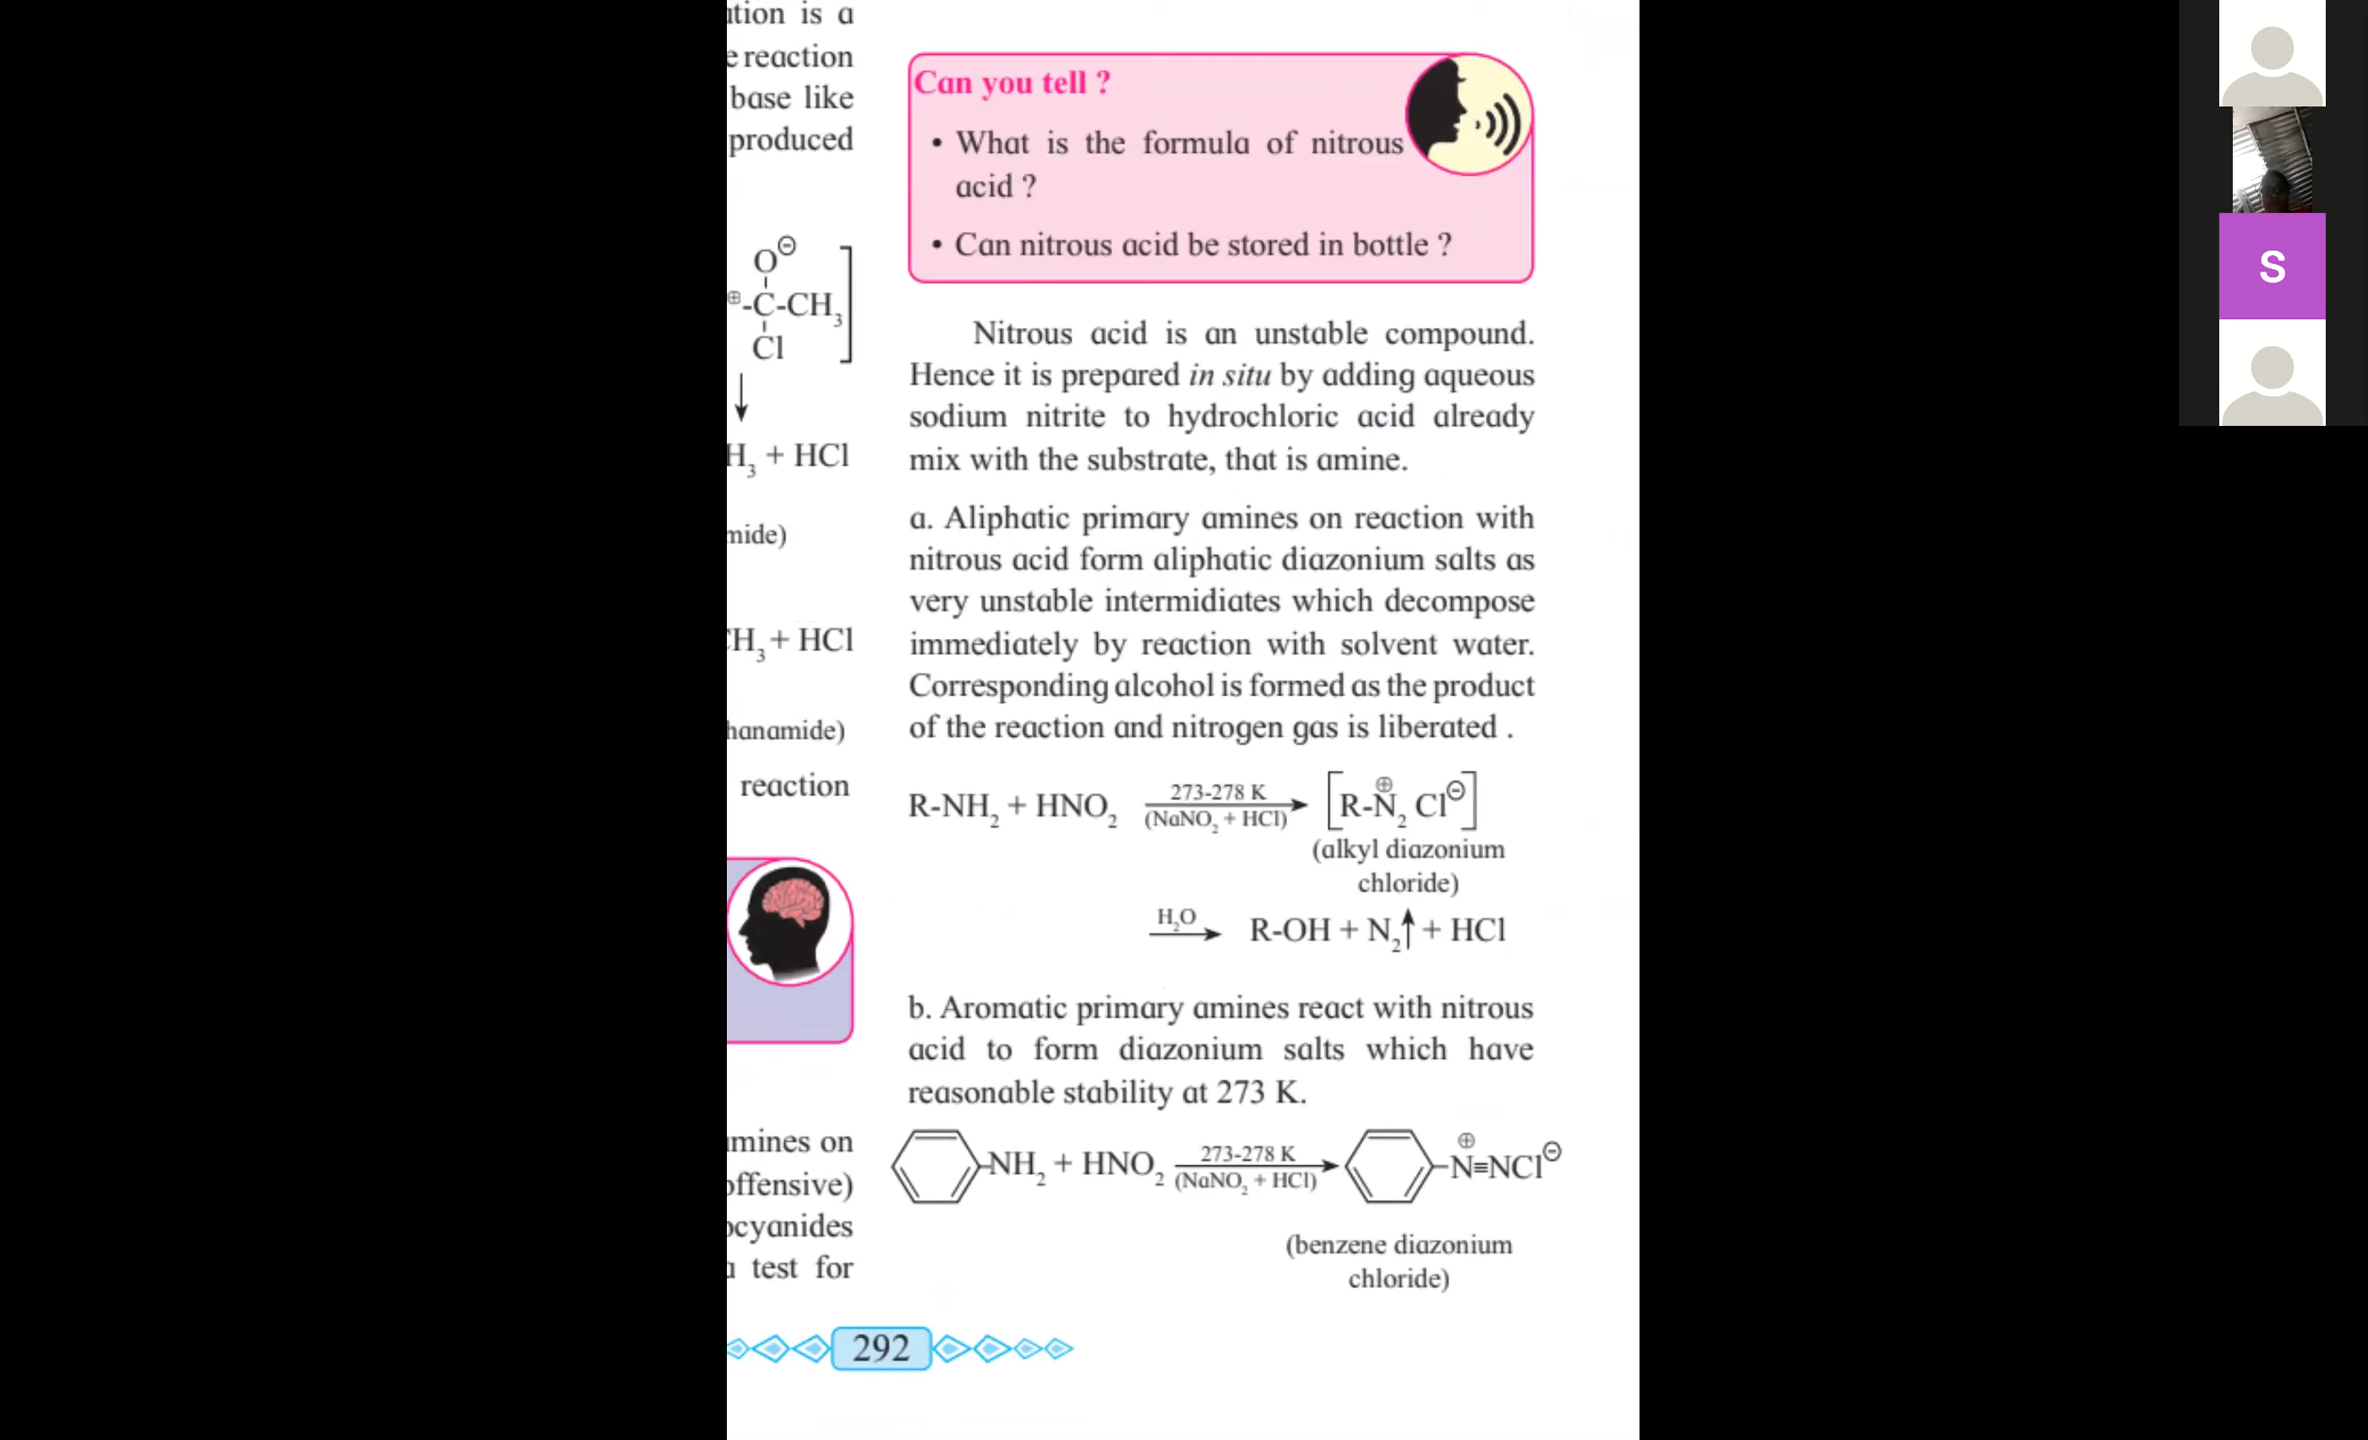 tion is a
e reaction
base like
produced
O⊖
⊕-C-CH3]
Cl
H3 + HCl
mide)
H3 + HCl
hanamide)
reaction
mines on
offensive)
ocyanides
test for
Can you tell ?
• What is the formula of nitrous
acid ?
• Can nitrous acid be stored in bottle ?
Nitrous acid is an unstable compound.
Hence it is prepared in situ by adding aqueous
sodium nitrite to hydrochloric acid already
mix with the substrate, that is amine.
a. Aliphatic primary amines on reaction with
nitrous acid form aliphatic diazonium salts as
very unstable intermidiates which decompose
immediately by reaction with solvent water.
Corresponding alcohol is formed as the product
of the reaction and nitrogen gas is liberated .
R-NH2 + HNO2 273-278 K (NaNO2 + HCl) → [R-N⊕2 Cl⊖]
(alkyl diazonium
chloride)
H2O → R-OH + N2↑ + HCl
b. Aromatic primary amines react with nitrous
acid to form diazonium salts which have
reasonable stability at 273 K.
-NH2 + HNO2 273-278 K (NaNO2 + HCl) → -N⊕≡NCl⊖
(benzene diazonium
chloride)
292
S